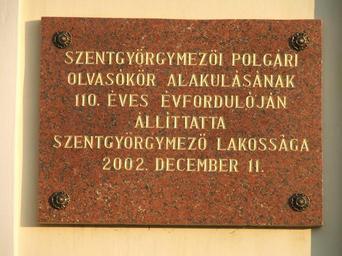 SZENTGYÖRGYMEZŐI POLGÁRI
OLVASÓKÖR ALAKULÁSÁNAK
110. ÉVES ÉVFORDULÓJÁN
ÁLLÍTTATTA
SZENTGYÖRGYMEZŐ LAKOSSÁGA
2002. DECEMBER 11.